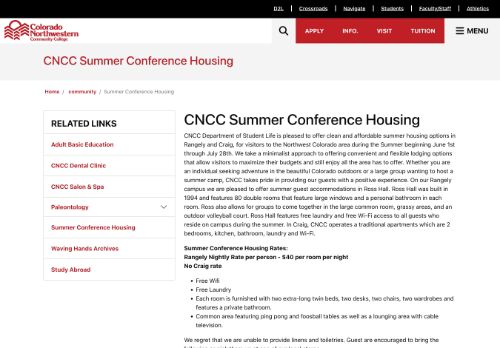 D2L
Crossroads
Navigate
Students
Faculty/Staff
Athletics
Colorado
Northwestern
Community College
APPLY
INFO.
VISIT
TUITION
MENU
CNCC Summer Conference Housing
Home / community / Summer Conference Housing
RELATED LINKS
Adult Basic Education
CNCC Dental Clinic
CNCC Salon & Spa
Paleontology
Summer Conference Housing
Waving Hands Archives
Study Abroad
CNCC Summer Conference Housing
CNCC Department of Student Life is pleased to offer clean and affordable summer housing options in
Rangely and Craig, for visitors to the Northwest Colorado area during the Summer beginning June 1st
through July 28th. We take a minimalist approach to offering convenient and flexible lodging options
that allow visitors to maximize their budgets and still enjoy all the area has to offer. Whether you are
an individual seeking adventure in the beautiful Colorado outdoors or a large group wanting to host a
summer camp, CNCC takes pride in providing our guests with a positive experience. On our Rangely
campus we are pleased to offer summer guest accommodations in Ross Hall. Ross Hall was built in
1994 and features 80 double rooms that feature large windows and a personal bathroom in each
room. Ross also allows for groups to come together in the large common room, grassy areas, and an
outdoor volleyball court. Ross Hall features free laundry and free Wi-Fi access to all guests who
reside on campus during the summer. In Craig, CNCC operates a traditional apartments which are 2
bedrooms, kitchen, bathroom, laundry and Wi-Fi.
Summer Conference Housing Rates:
Rangely Nightly Rate per person - $40 per room per night
No Craig rate
Free Wifi
Free Laundry
Each room is furnished with two extra-long twin beds, two desks, two chairs, two wardrobes and
features a private bathroom.
Common area featuring ping pong and foosball tables as well as a lounging area with cable
television.
We regret that we are unable to provide linens and toiletries. Guest are encouraged to bring the